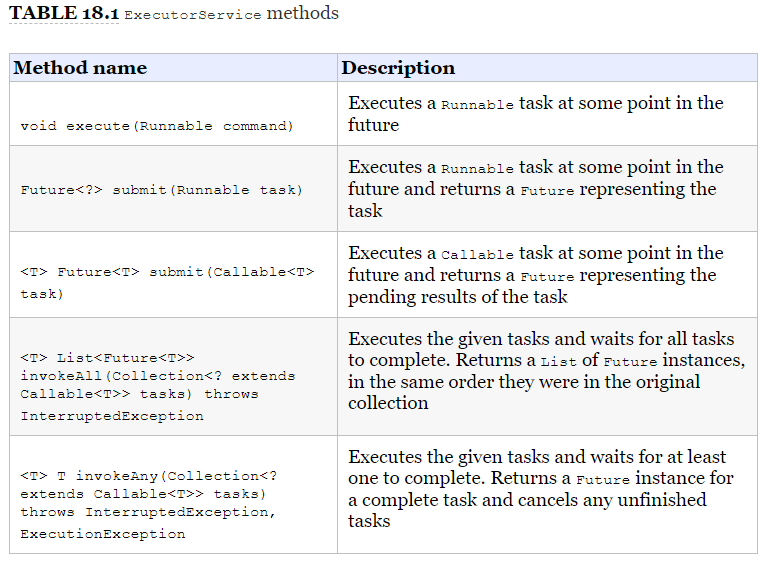 TABLE 18.1 ExecutorService methods
Method name
Description
void execute(Runnable command)
Executes a Runnable task at some point in the
future
Future<?> submit(Runnable task)
Executes a Runnable task at some point in the
future and returns a Future representing the
task
<T> Future<T> submit(Callable<T>
task)
Executes a Callable task at some point in the
future and returns a Future representing the
pending results of the task
<T> List<Future<T>>
invokeAll(Collection<? extends
Callable<T>> tasks) throws
InterruptedException
Executes the given tasks and waits for all tasks
to complete. Returns a List of Future instances,
in the same order they were in the original
collection
<T> T invokeAny(Collection<?
extends Callable<T>> tasks)
throws InterruptedException,
ExecutionException
Executes the given tasks and waits for at least
one to complete. Returns a Future instance for
a complete task and cancels any unfinished
tasks